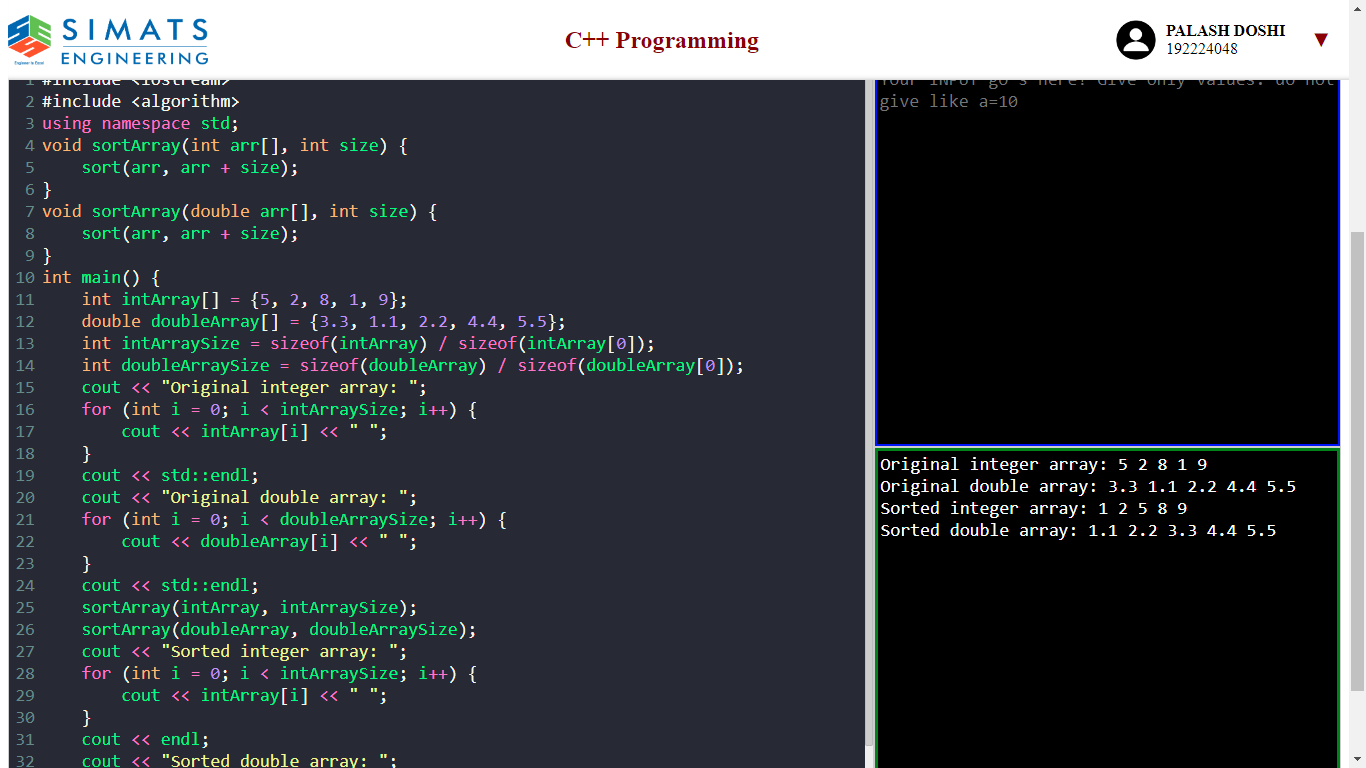 SIMATS
ENGINEERING
Engineer to Excel
C++ Programming
PALASH DOSHI
192224048
▼
1 #include <iostream>
2 #include <algorithm>
3 using namespace std;
4 void sortArray(int arr[], int size) {
5     sort(arr, arr + size);
6 }
7 void sortArray(double arr[], int size) {
8     sort(arr, arr + size);
9 }
10 int main() {
11     int intArray[] = {5, 2, 8, 1, 9};
12     double doubleArray[] = {3.3, 1.1, 2.2, 4.4, 5.5};
13     int intArraySize = sizeof(intArray) / sizeof(intArray[0]);
14     int doubleArraySize = sizeof(doubleArray) / sizeof(doubleArray[0]);
15     cout << "Original integer array: ";
16     for (int i = 0; i < intArraySize; i++) {
17         cout << intArray[i] << " ";
18     }
19     cout << std::endl;
20     cout << "Original double array: ";
21     for (int i = 0; i < doubleArraySize; i++) {
22         cout << doubleArray[i] << " ";
23     }
24     cout << std::endl;
25     sortArray(intArray, intArraySize);
26     sortArray(doubleArray, doubleArraySize);
27     cout << "Sorted integer array: ";
28     for (int i = 0; i < intArraySize; i++) {
29         cout << intArray[i] << " ";
30     }
31     cout << endl;
32     cout << "Sorted double array: ";
Your INPUT go's here! Give only values. do not
give like a=10
Original integer array: 5 2 8 1 9
Original double array: 3.3 1.1 2.2 4.4 5.5
Sorted integer array: 1 2 5 8 9
Sorted double array: 1.1 2.2 3.3 4.4 5.5